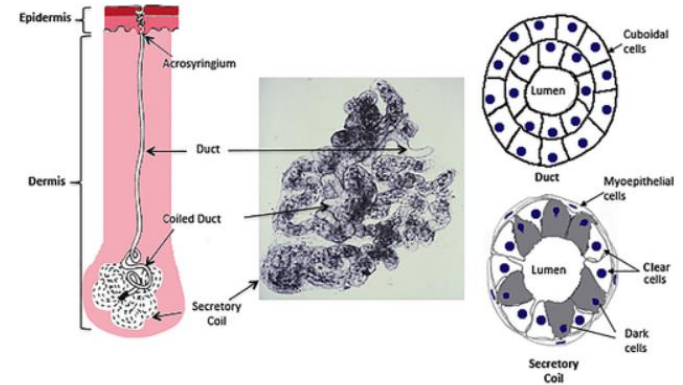 Epidermis
Acrosyringium
Duct
Dermis
Coiled Duct
Secretory
Coil
Cuboidal
cells
Lumen
Duct
Myoepithelial
cells
Lumen
Clear
cells
Dark
cells
Secretory
Coil